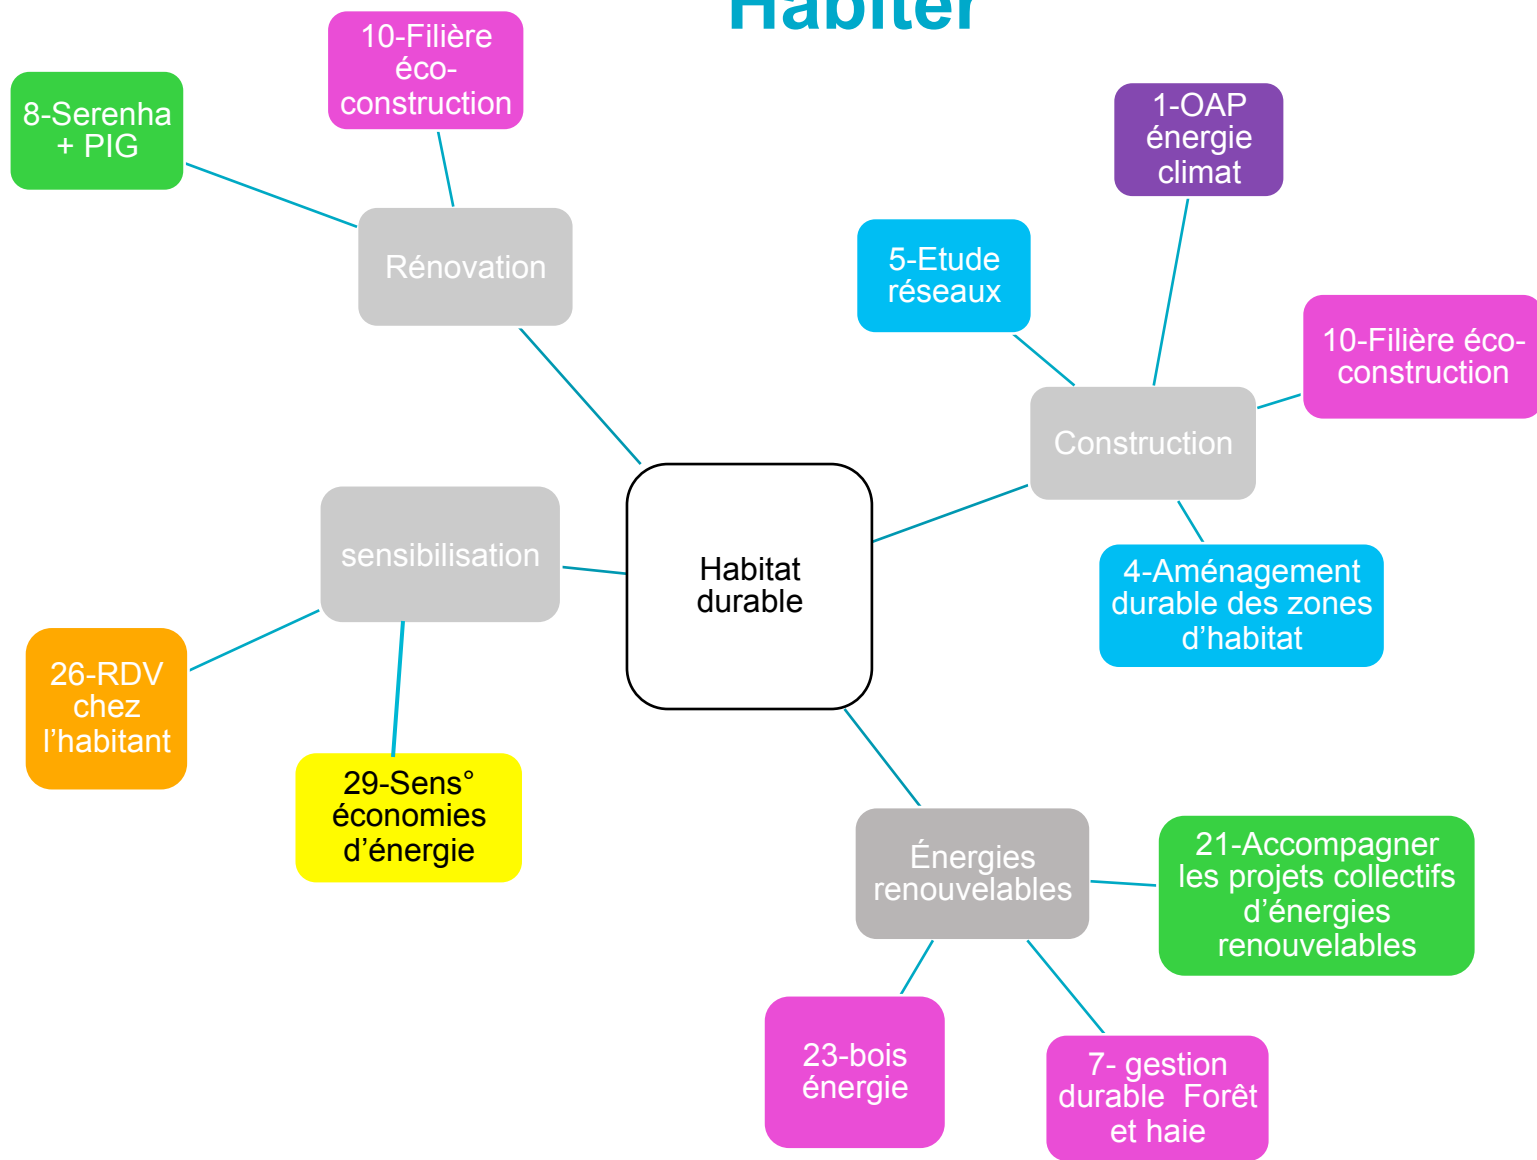 Habiter
10-Filière
éco-
construction
8-Serenha
+ PIG
1-OAP
énergie
climat
Rénovation
5-Etude
réseaux
10-Filière éco-
construction
Construction
sensibilisation
Habitat
durable
4-Aménagement
durable des zones
d’habitat
26-RDV
chez
l’habitant
29-Sens°
économies
d’énergie
Énergies
renouvelables
21-Accompagner
les projets collectifs
d’énergies
renouvelables
23-bois
énergie
7- gestion
durable  Forêt
et haie